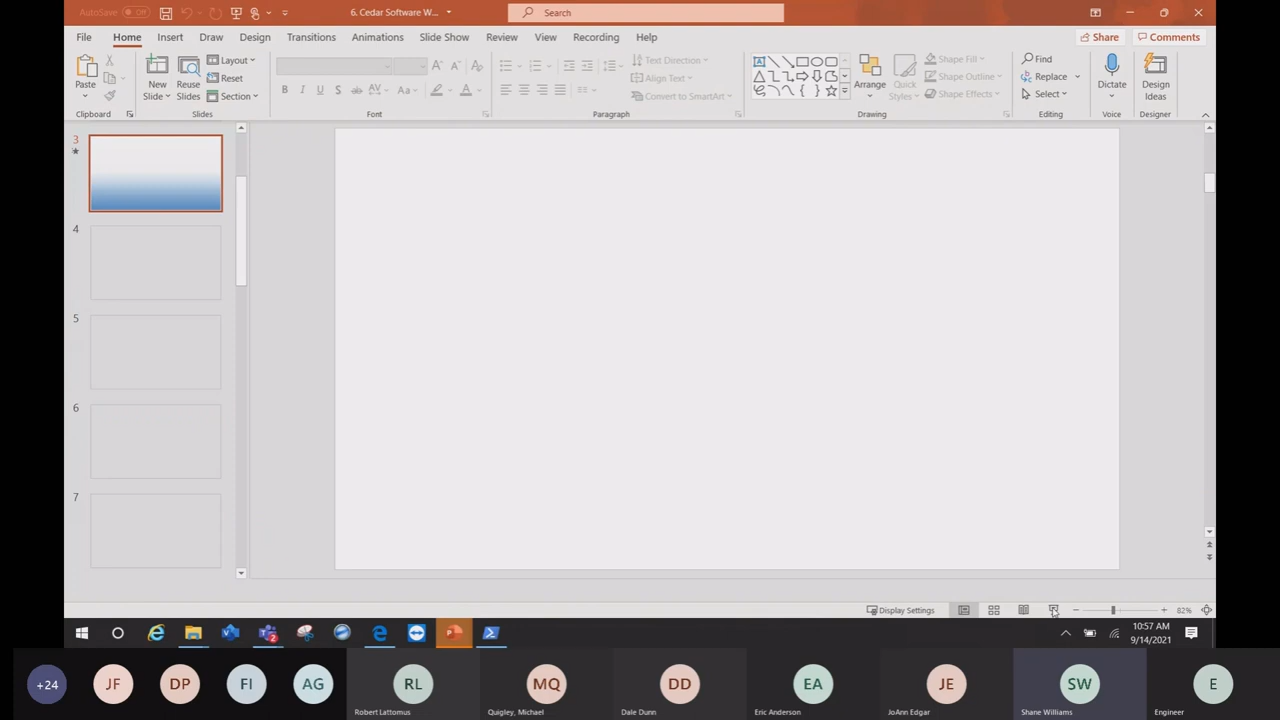 AutoSave Off
6. Cedar Software W...
Search
File Home Insert Draw Design Transitions Animations Slide Show Review View Recording Help
Share Comments
Paste
New Slide
Reuse Slides
Layout
Reset
Section
B I U S ab AV Aa A
Text Direction
Align Text
Convert to SmartArt
Arrange
Quick Styles
Shape Fill
Shape Outline
Shape Effects
Find
Replace
Select
Dictate
Design Ideas
Clipboard Slides Font Paragraph Drawing Editing Voice Designer
3
4
5
6
7
Display Settings 82%
10:57 AM
9/14/2021
+24 JF DP FI AG RL MQ DD EA JE SW E
Robert Lattomus Quigley, Michael Dale Dunn Eric Anderson JoAnn Edgar Shane Williams Engineer